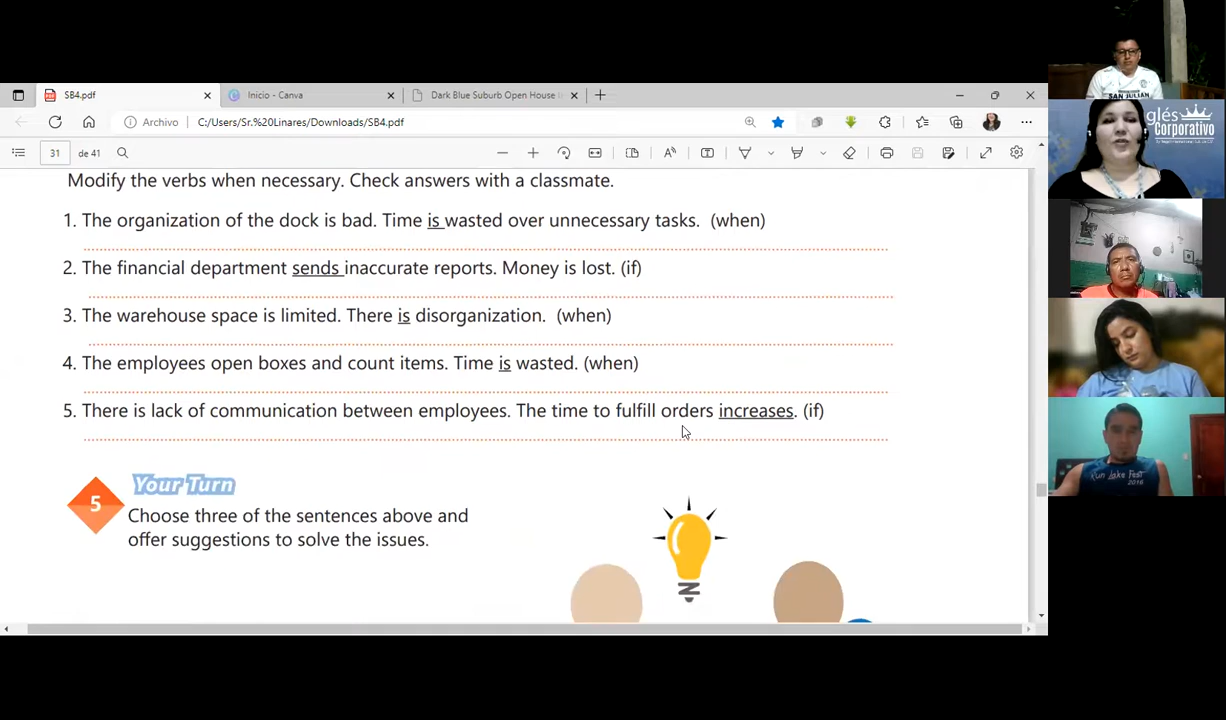 SB4.pdf
Inicio - Canva
Dark Blue Suburb Open House
Archivo
C:/Users/Sr.%20Linares/Downloads/SB4.pdf
31
de 41
Modify the verbs when necessary. Check answers with a classmate.
1. The organization of the dock is bad. Time is wasted over unnecessary tasks. (when)
2. The financial department sends inaccurate reports. Money is lost. (if)
3. The warehouse space is limited. There is disorganization. (when)
4. The employees open boxes and count items. Time is wasted. (when)
5. There is lack of communication between employees. The time to fulfill orders increases. (if)
5
Your Turn
Choose three of the sentences above and
offer suggestions to solve the issues.
SAN JULIAN
glés
Corporativo
Run Lake Fest
2016